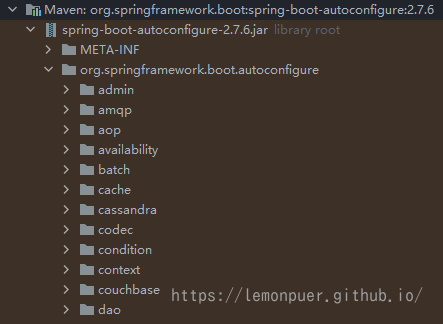 Maven: org.springframework.boot:spring-boot-autoconfigure:2.7.6
spring-boot-autoconfigure-2.7.6.jar library root
META-INF
org.springframework.boot.autoconfigure
admin
amqp
aop
availability
batch
cache
cassandra
codec
condition
context
couchbase
https://lemonpuer.github.io/
dao